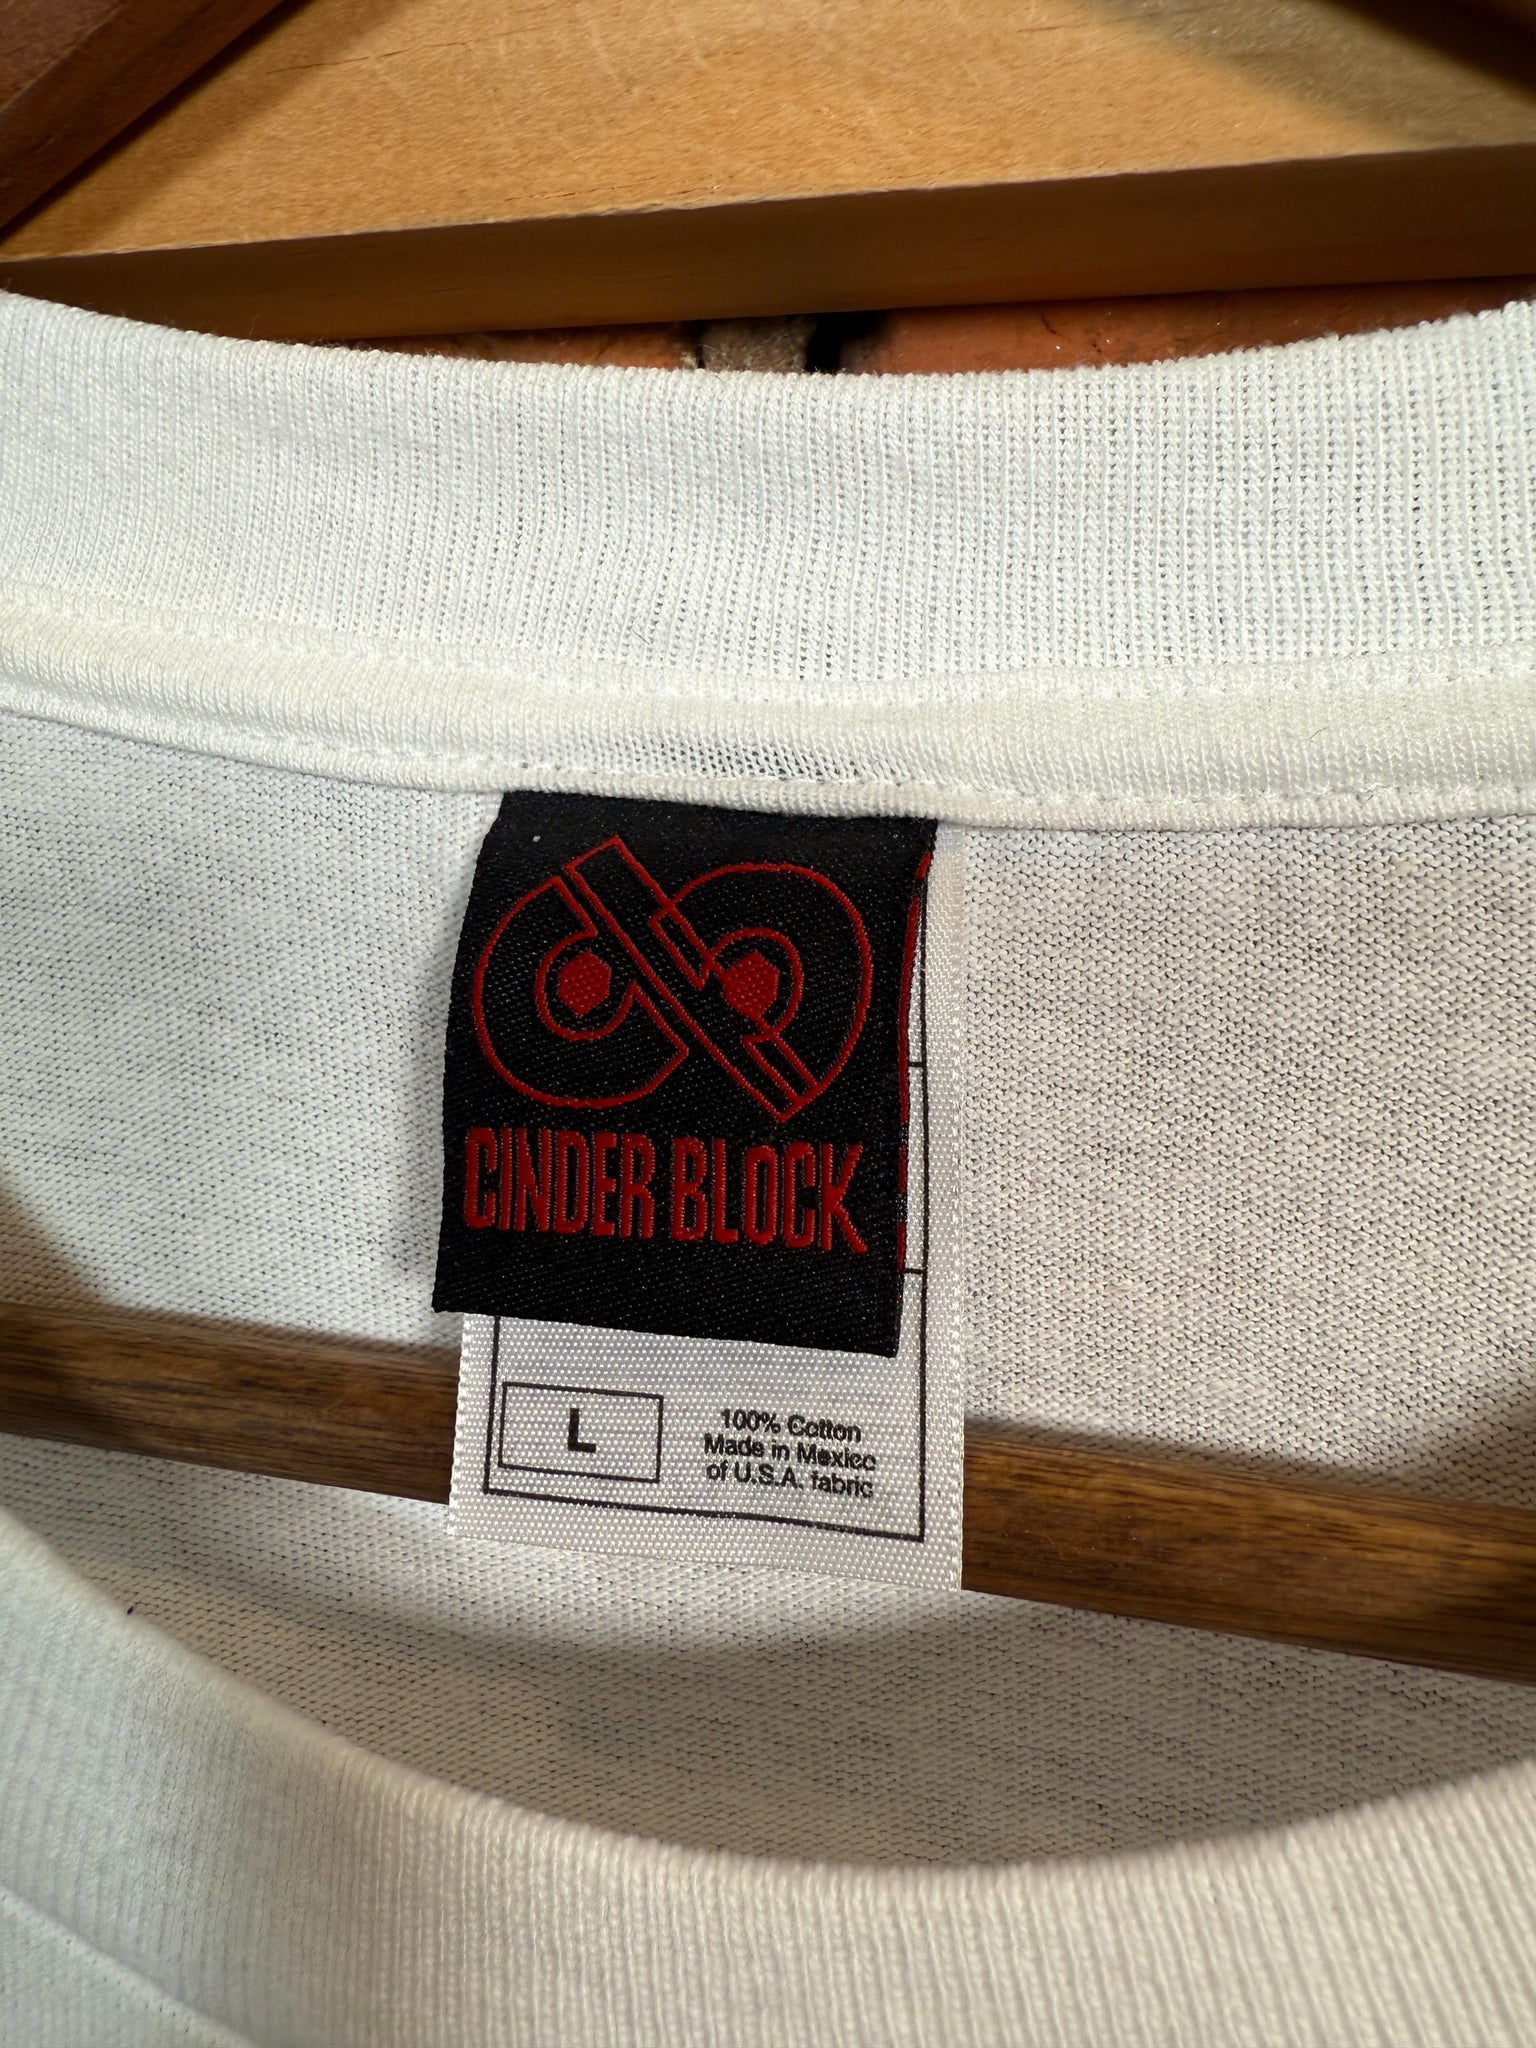 CINDER BLOCK
L
100% Cotton
Made in Mexico
of U.S.A. fabric